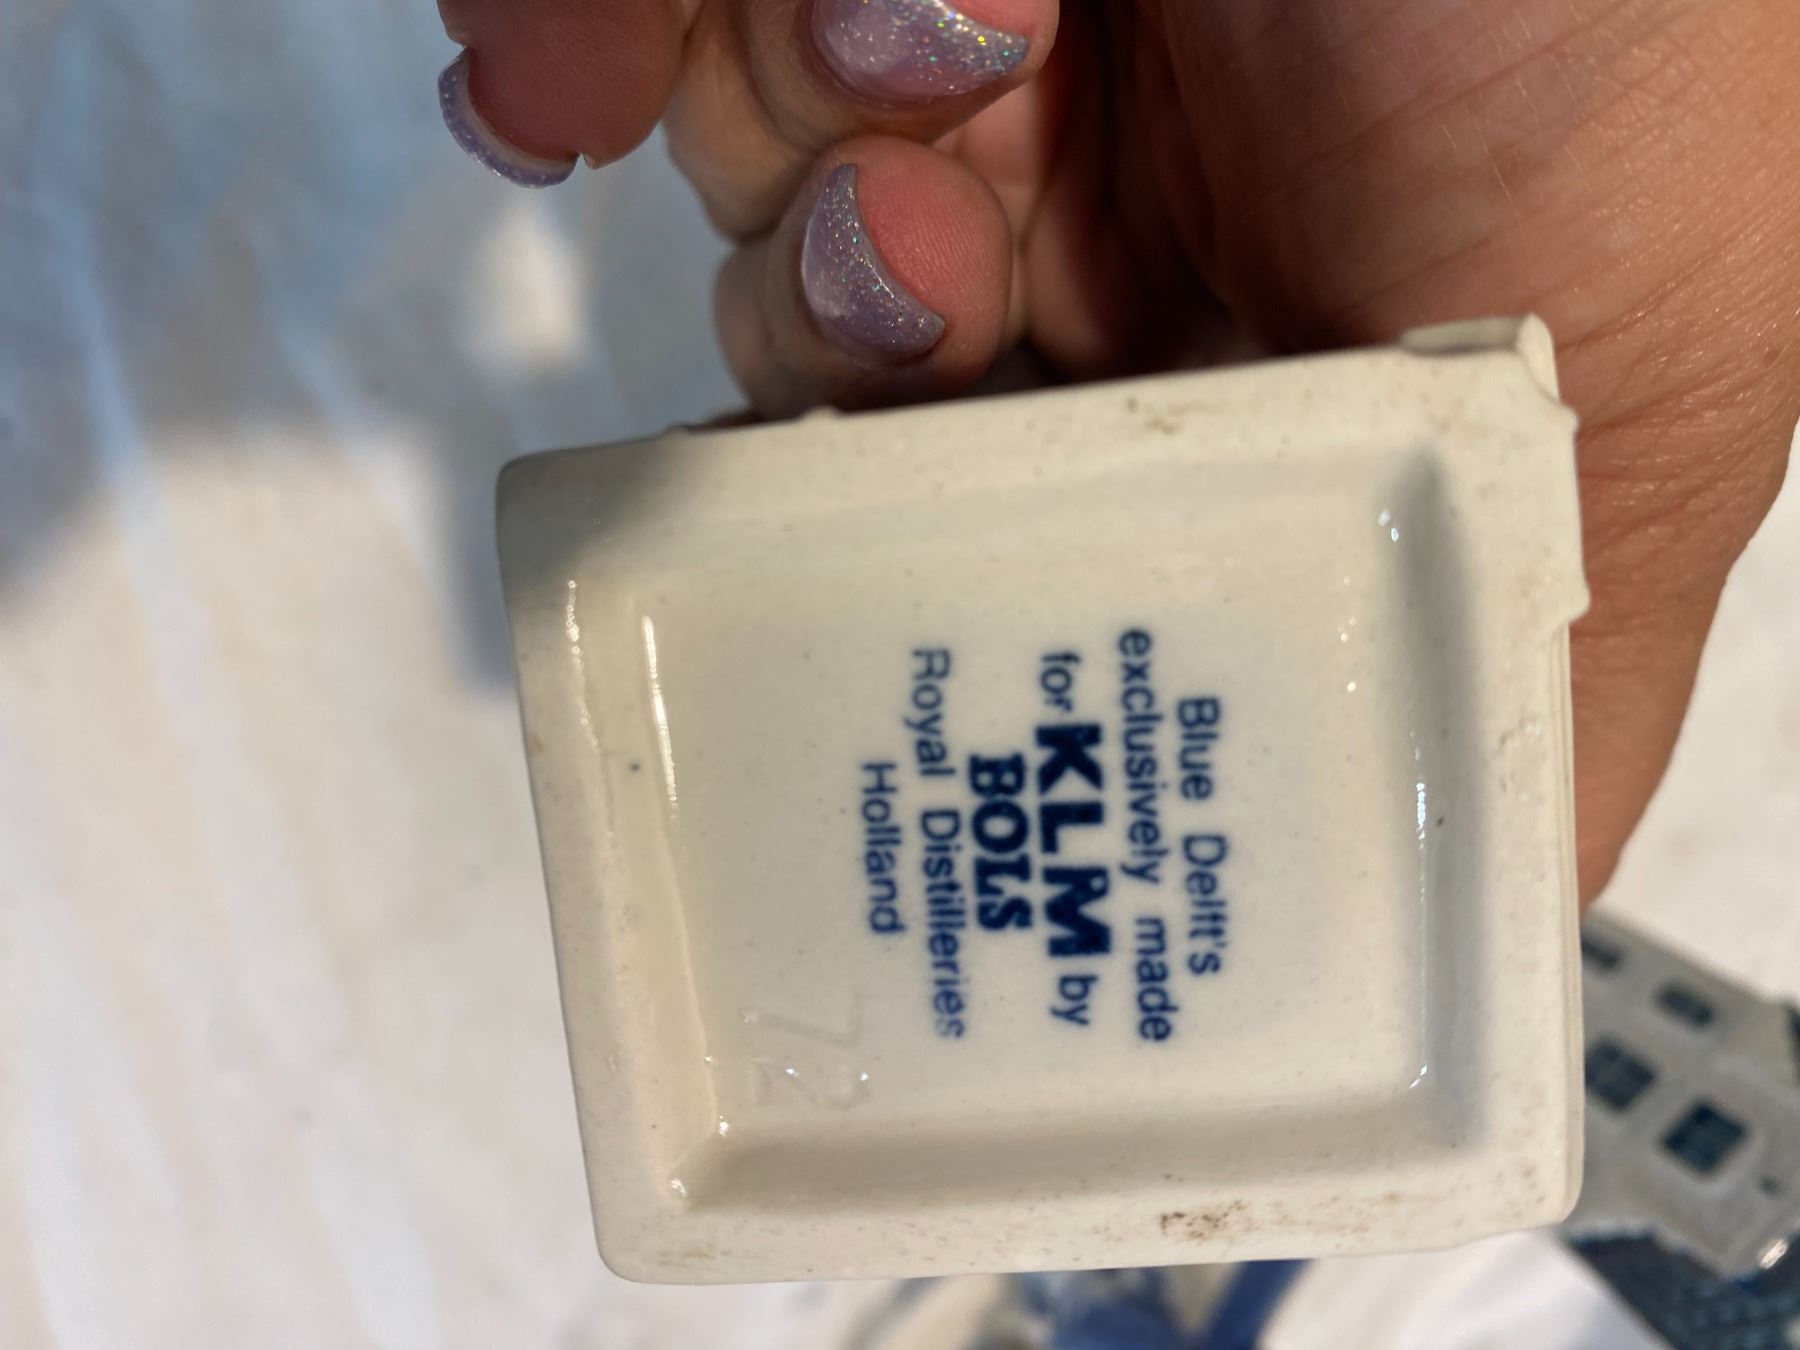 Blue Delft's
exclusively made
for KLM by
BOLS
Royal Distilleries
Holland